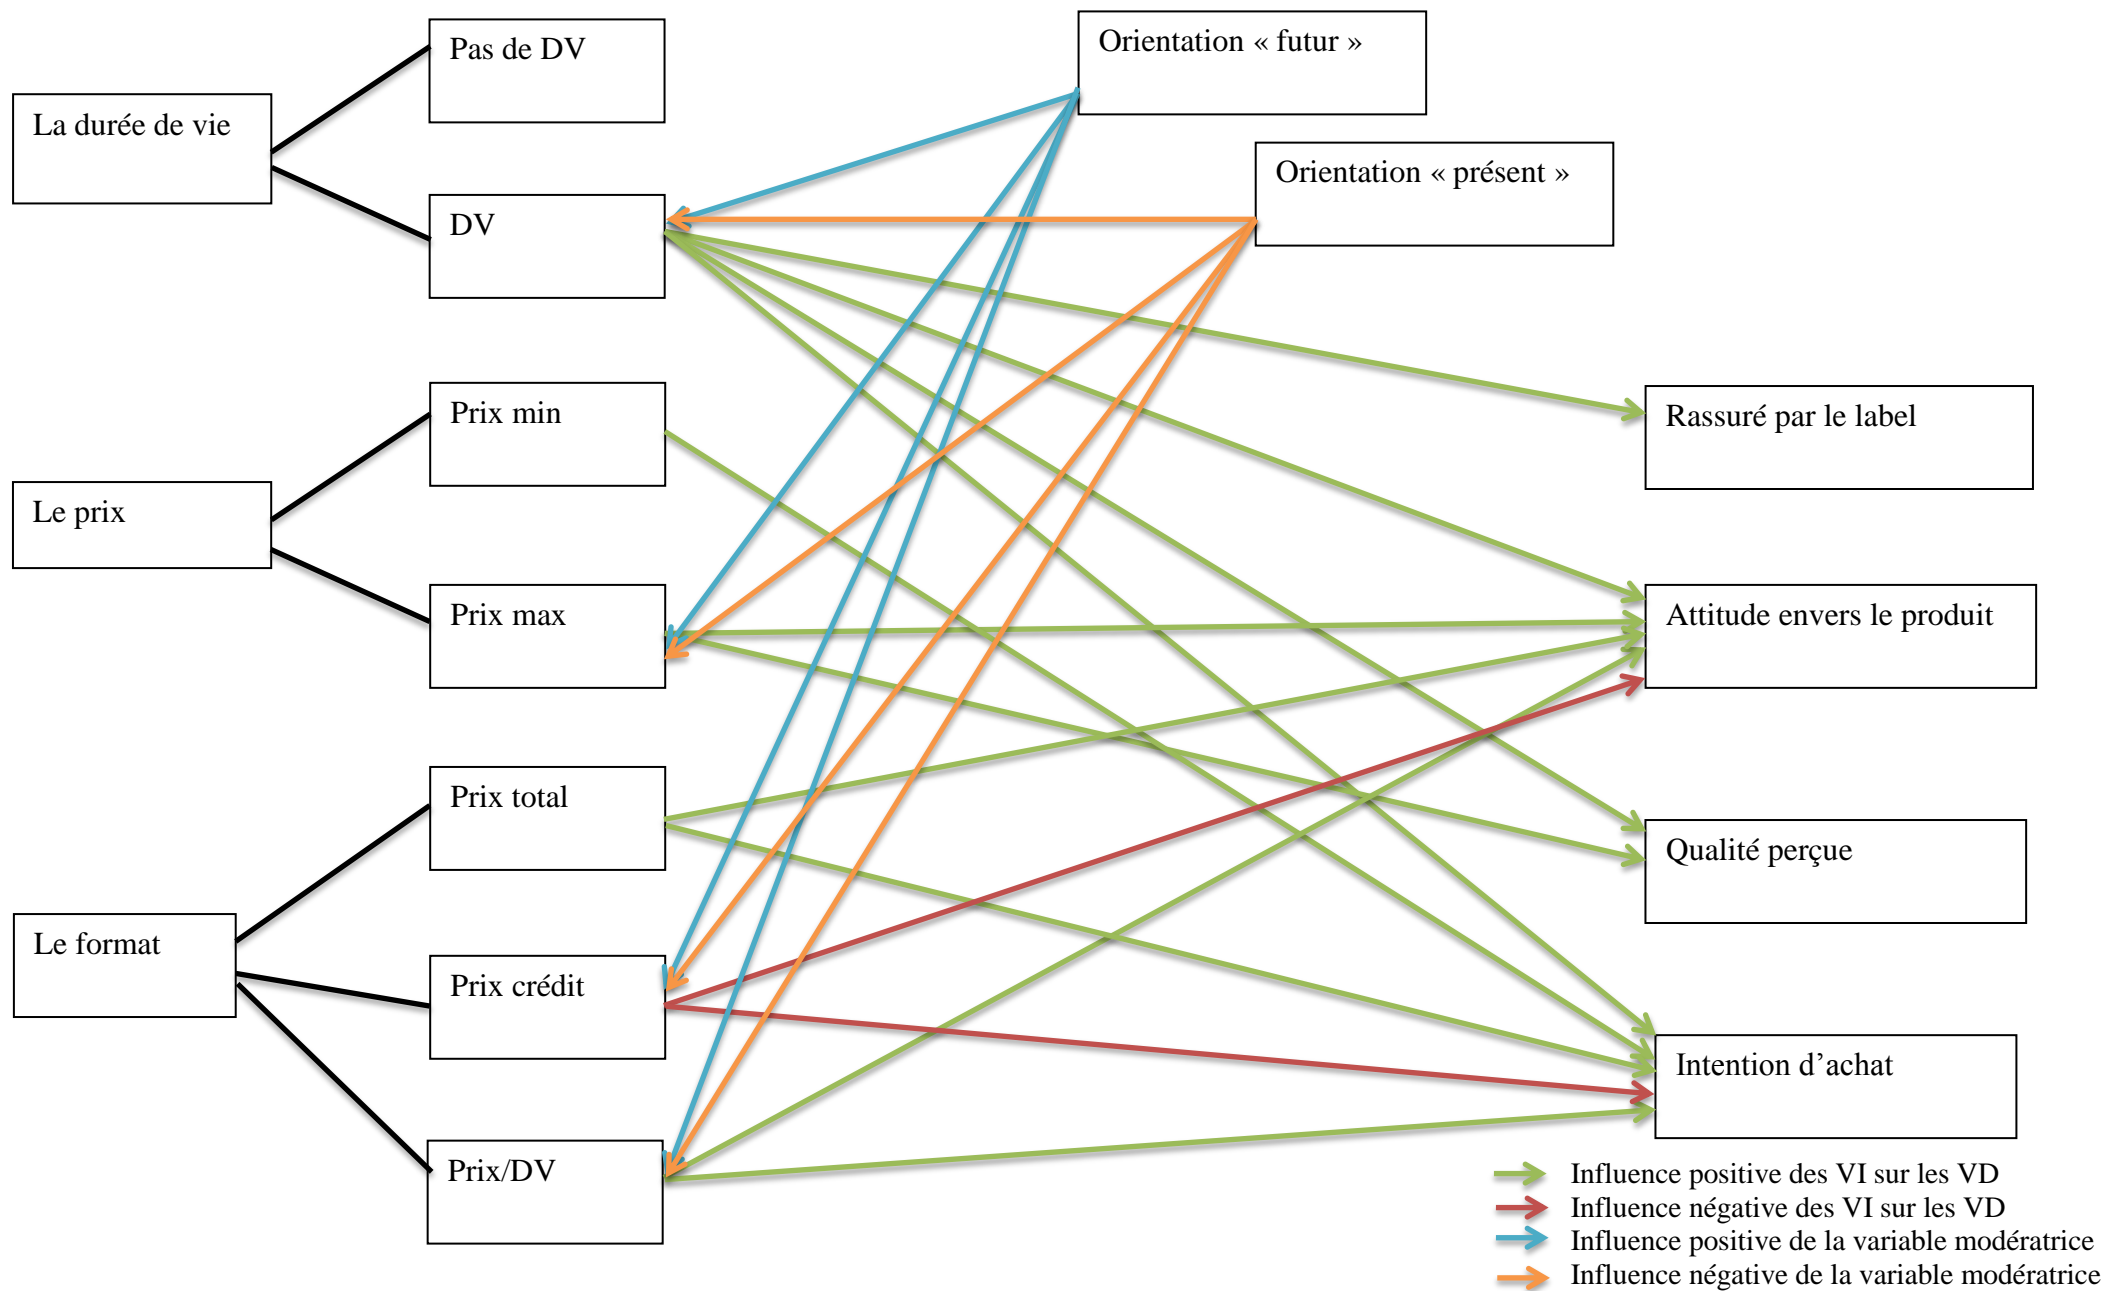 Pas de DV
Orientation « futur »
La durée de vie
Orientation « présent »
DV
Prix min
Rassuré par le label
Le prix
Prix max
Attitude envers le produit
Prix total
Qualité perçue
Le format
Prix crédit
Intention d’achat
Prix/DV
Influence positive des VI sur les VD
Influence négative des VI sur les VD
Influence positive de la variable modératrice
Influence négative de la variable modératrice